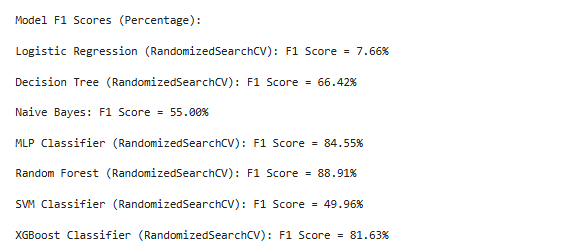 Model F1 Scores (Percentage):
Logistic Regression (RandomizedSearchCV): F1 Score = 7.66%
Decision Tree (RandomizedSearchCV): F1 Score = 66.42%
Naive Bayes: F1 Score = 55.00%
MLP Classifier (RandomizedSearchCV): F1 Score = 84.55%
Random Forest (RandomizedSearchCV): F1 Score = 88.91%
SVM Classifier (RandomizedSearchCV): F1 Score = 49.96%
XGBoost Classifier (RandomizedSearchCV): F1 Score = 81.63%